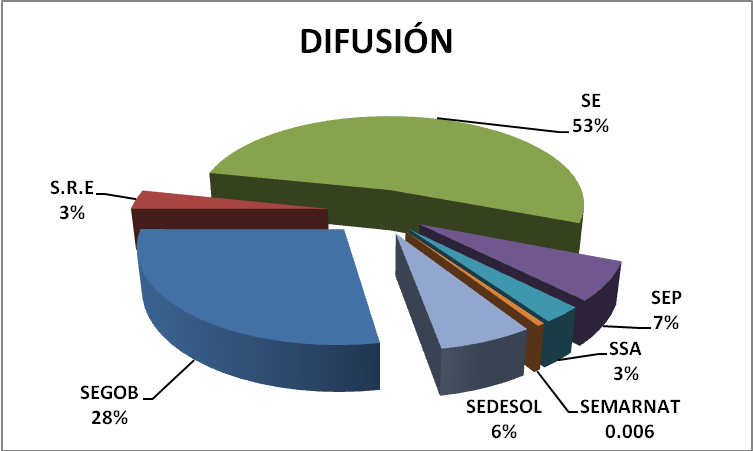 DIFUSIÓN
SE
53%
S.R.E
3%
SEP
7%
SSA
3%
SEGOB
28%
SEDESOL
6%
SEMARNAT
0.006